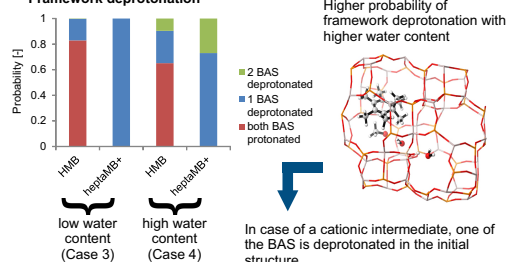 Framework deprotonation
Higher probability of
framework deprotonation with
higher water content
1
0.8
0.6
0.4
0.2
0
Probability [-]
HMB
heptaMB+
HMB
heptaMB+
2 BAS
deprotonated
1 BAS
deprotonated
both BAS
protonated
low water
content
(Case 3)
high water
content
(Case 4)
In case of a cationic intermediate, one of
the BAS is deprotonated in the initial
structure